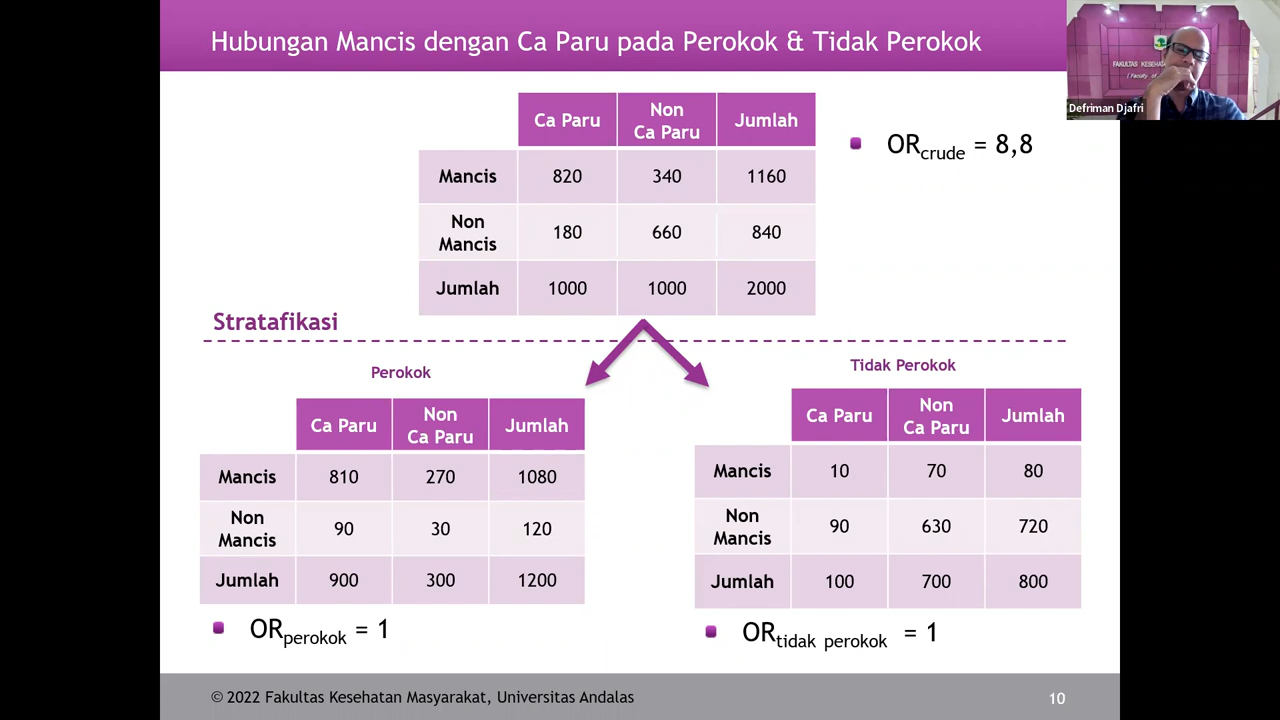 Hubungan Mancis dengan Ca Paru pada Perokok & Tidak Perokok
FAKULTAS KESEHATAN
Defriman Djafri
Ca Paru Non Ca Paru Jumlah
Mancis 820 340 1160
Non Mancis 180 660 840
Jumlah 1000 1000 2000
ORcrude = 8,8
Stratafikasi
Perokok
Ca Paru Non Ca Paru Jumlah
Mancis 810 270 1080
Non Mancis 90 30 120
Jumlah 900 300 1200
ORperokok = 1
Tidak Perokok
Ca Paru Non Ca Paru Jumlah
Mancis 10 70 80
Non Mancis 90 630 720
Jumlah 100 700 800
ORtidak perokok = 1
© 2022 Fakultas Kesehatan Masyarakat, Universitas Andalas
10